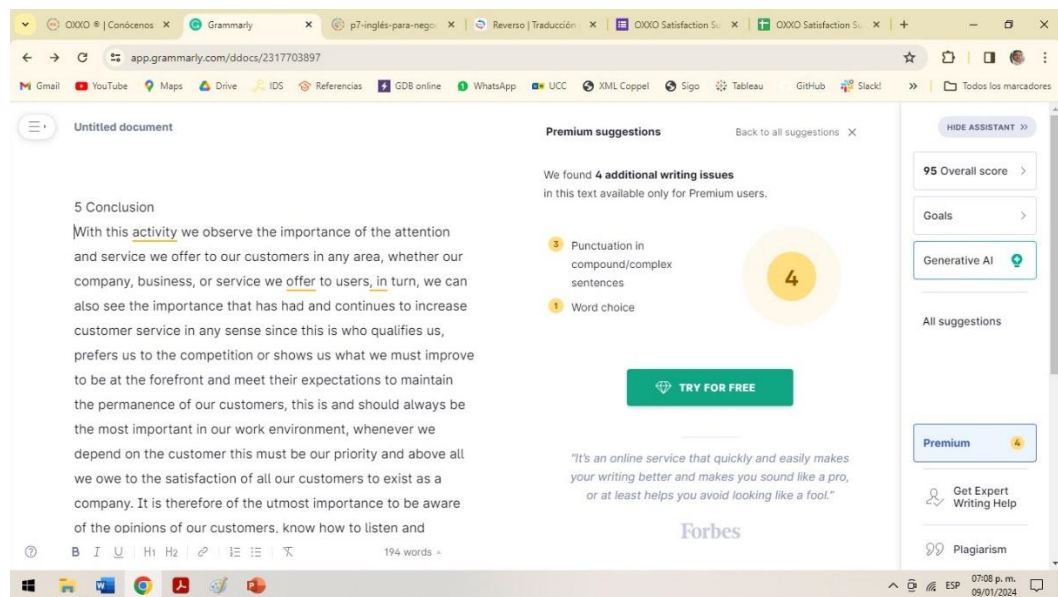 OXXO ® | Conócenos
Grammarly
p7-inglés-para-nego
Reverso | Traducción
OXXO Satisfaction Su
OXXO Satisfaction Su
app.grammarly.com/ddocs/2317703897
Gmail YouTube Maps Drive IDS Referencias GDB online WhatsApp UCC XML Coppel Sigo Tableau GitHub Slack! » Todos los marcadores
Untitled document
5 Conclusion
With this activity we observe the importance of the attention
and service we offer to our customers in any area, whether our
company, business, or service we offer to users, in turn, we can
also see the importance that has had and continues to increase
customer service in any sense since this is who qualifies us,
prefers us to the competition or shows us what we must improve
to be at the forefront and meet their expectations to maintain
the permanence of our customers, this is and should always be
the most important in our work environment, whenever we
depend on the customer this must be our priority and above all
we owe to the satisfaction of all our customers to exist as a
company. It is therefore of the utmost importance to be aware
of the opinions of our customers, know how to listen and
B I U H1 H2
194 words
Premium suggestions
Back to all suggestions
We found 4 additional writing issues
in this text available only for Premium users.
3 Punctuation in
compound/complex
sentences
1 Word choice
4
TRY FOR FREE
"It's an online service that quickly and easily makes
your writing better and makes you sound like a pro,
or at least helps you avoid looking like a fool."
Forbes
HIDE ASSISTANT »
95 Overall score
Goals
Generative AI
All suggestions
Premium 4
Get Expert
Writing Help
Plagiarism
ESP
07:08 p. m.
09/01/2024